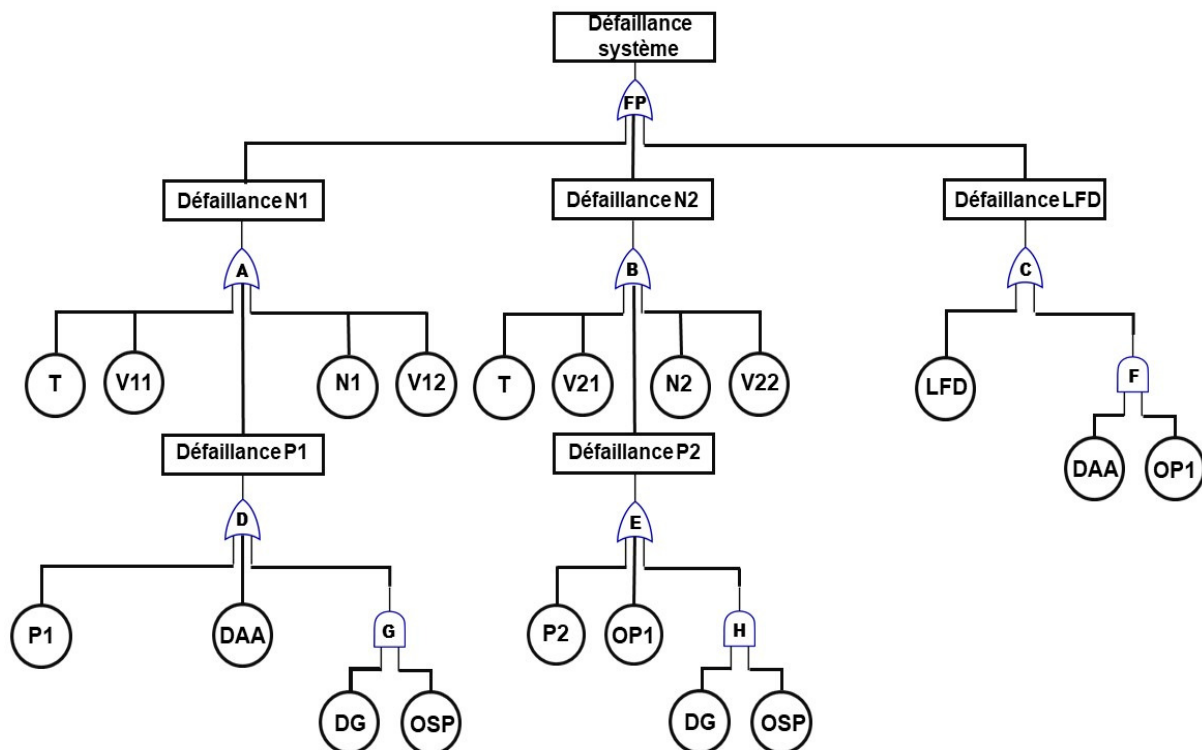 Défaillance
système
FP
Défaillance N1
Défaillance N2
Défaillance LFD
A
B
C
T
V11
N1
V12
T
V21
N2
V22
LFD
F
Défaillance P1
Défaillance P2
DAA
OP1
D
E
P1
DAA
G
P2
OP1
H
DG
OSP
DG
OSP